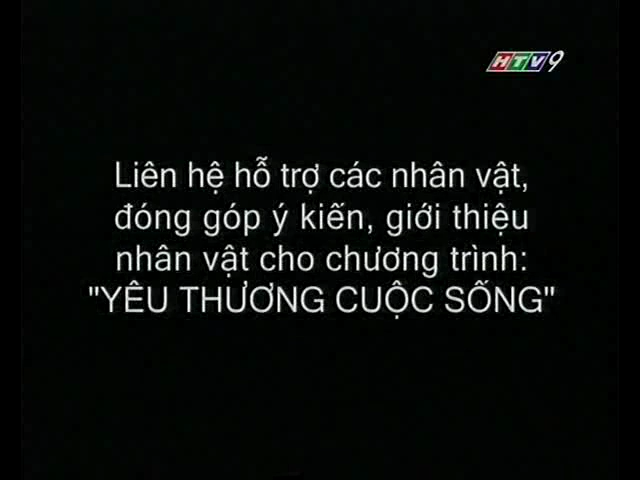 HTV9
Liên hệ hỗ trợ các nhân vật,
đóng góp ý kiến, giới thiệu
nhân vật cho chương trình:
"YÊU THƯƠNG CUỘC SỐNG"